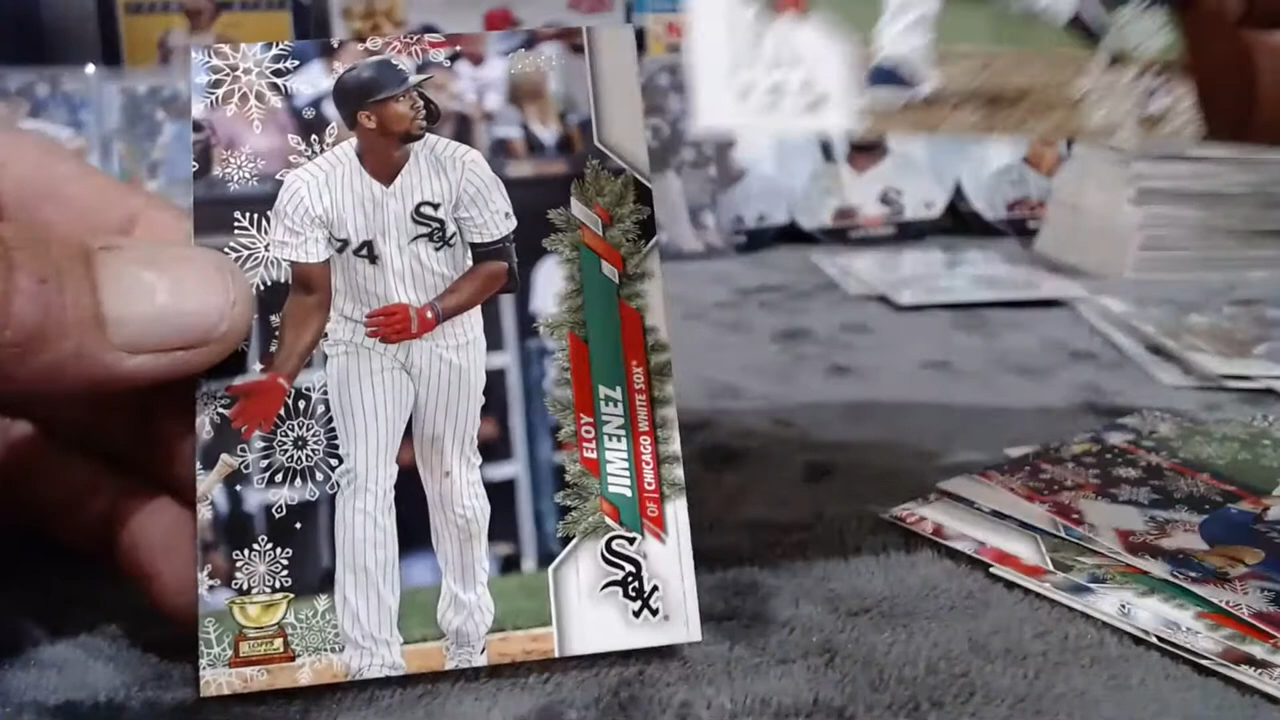 Sox
74
ELOY
JIMENEZ
OF | CHICAGO WHITE SOX®
Sox®
TOPPS